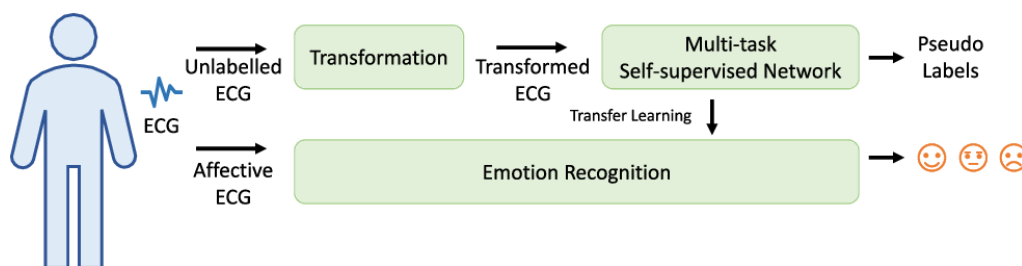 ECG
Unlabelled
ECG
Transformation
Transformed
ECG
Multi-task
Self-supervised Network
Pseudo
Labels
Transfer Learning
Affective
ECG
Emotion Recognition